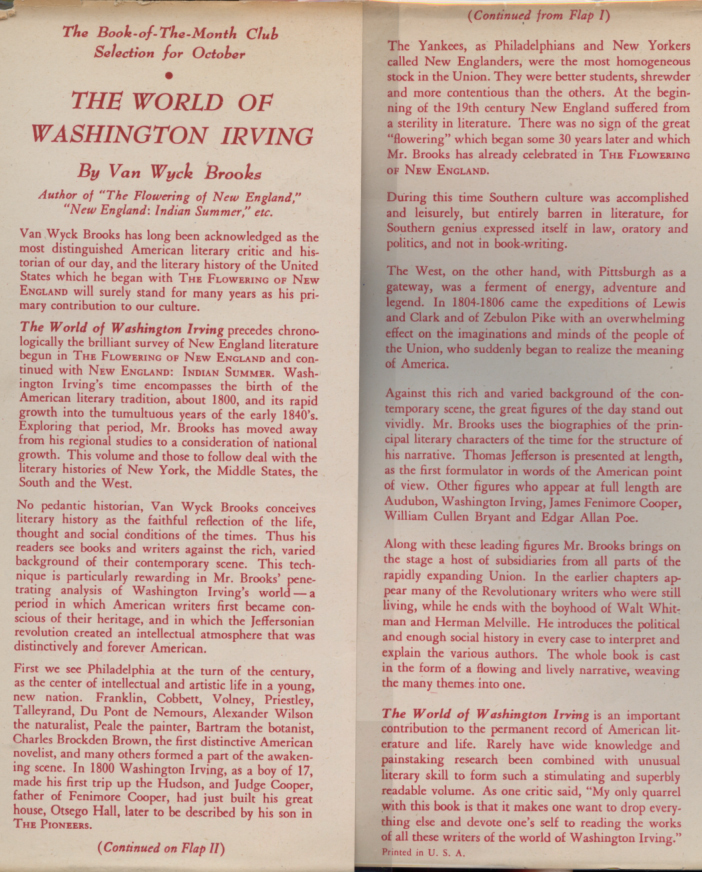 The Book-of-The-Month Club
Selection for October
•
THE WORLD OF
WASHINGTON IRVING
By Van Wyck Brooks
Author of "The Flowering of New England,"
"New England: Indian Summer," etc.
Van Wyck Brooks has long been acknowledged as the
most distinguished American literary critic and his-
torian of our day, and the literary history of the United
States which he began with THE FLOWERING OF NEW
ENGLAND will surely stand for many years as his pri-
mary contribution to our culture.
The World of Washington Irving precedes chrono-
logically the brilliant survey of New England literature
begun in THE FLOWERING OF NEW ENGLAND and con-
tinued with NEW ENGLAND: INDIAN SUMMER. Wash-
ington Irving's time encompasses the birth of the
American literary tradition, about 1800, and its rapid
growth into the tumultuous years of the early 1840's.
Exploring that period, Mr. Brooks has moved away
from his regional studies to a consideration of national
growth. This volume and those to follow deal with the
literary histories of New York, the Middle States, the
South and the West.
No pedantic historian, Van Wyck Brooks conceives
literary history as the faithful reflection of the life,
thought and social conditions of the times. Thus his
readers see books and writers against the rich, varied
background of their contemporary scene. This tech-
nique is particularly rewarding in Mr. Brooks' pene-
trating analysis of Washington Irving's world—a
period in which American writers first became con-
scious of their heritage, and in which the Jeffersonian
revolution created an intellectual atmosphere that was
distinctively and forever American.
First we see Philadelphia at the turn of the century,
as the center of intellectual and artistic life in a young,
new nation. Franklin, Cobbett, Volney, Priestley,
Talleyrand, Du Pont de Nemours, Alexander Wilson
the naturalist, Peale the painter, Bartram the botanist,
Charles Brockden Brown, the first distinctive American
novelist, and many others formed a part of the awaken-
ing scene. In 1800 Washington Irving, as a boy of 17,
made his first trip up the Hudson, and Judge Cooper,
father of Fenimore Cooper, had just built his great
house, Otsego Hall, later to be described by his son in
THE PIONEERS.
(Continued on Flap II)
(Continued from Flap I)
The Yankees, as Philadelphians and New Yorkers
called New Englanders, were the most homogeneous
stock in the Union. They were better students, shrewder
and more contentious than the others. At the begin-
ning of the 19th century New England suffered from
a sterility in literature. There was no sign of the great
"flowering" which began some 30 years later and which
Mr. Brooks has already celebrated in THE FLOWERING
OF NEW ENGLAND.
During this time Southern culture was accomplished
and leisurely, but entirely barren in literature, for
Southern genius expressed itself in law, oratory and
politics, and not in book-writing.
The West, on the other hand, with Pittsburgh as a
gateway, was a ferment of energy, adventure and
legend. In 1804-1806 came the expeditions of Lewis
and Clark and of Zebulon Pike with an overwhelming
effect on the imaginations and minds of the people of
the Union, who suddenly began to realize the meaning
of America.
Against this rich and varied background of the con-
temporary scene, the great figures of the day stand out
vividly. Mr. Brooks uses the biographies of the prin-
cipal literary characters of the time for the structure of
his narrative. Thomas Jefferson is presented at length,
as the first formulator in words of the American point
of view. Other figures who appear at full length are
Audubon, Washington Irving, James Fenimore Cooper,
William Cullen Bryant and Edgar Allan Poe.
Along with these leading figures Mr. Brooks brings on
the stage a host of subsidiaries from all parts of the
rapidly expanding Union. In the earlier chapters ap-
pear many of the Revolutionary writers who were still
living, while he ends with the boyhood of Walt Whit-
man and Herman Melville. He introduces the political
and enough social history in every case to interpret and
explain the various authors. The whole book is cast
in the form of a flowing and lively narrative, weaving
the many themes into one.
The World of Washington Irving is an important
contribution to the permanent record of American lit-
erature and life. Rarely have wide knowledge and
painstaking research been combined with unusual
literary skill to form such a stimulating and superbly
readable volume. As one critic said, "My only quarrel
with this book is that it makes one want to drop every-
thing else and devote one's self to reading the works
of all these writers of the world of Washington Irving."
Printed in U. S. A.